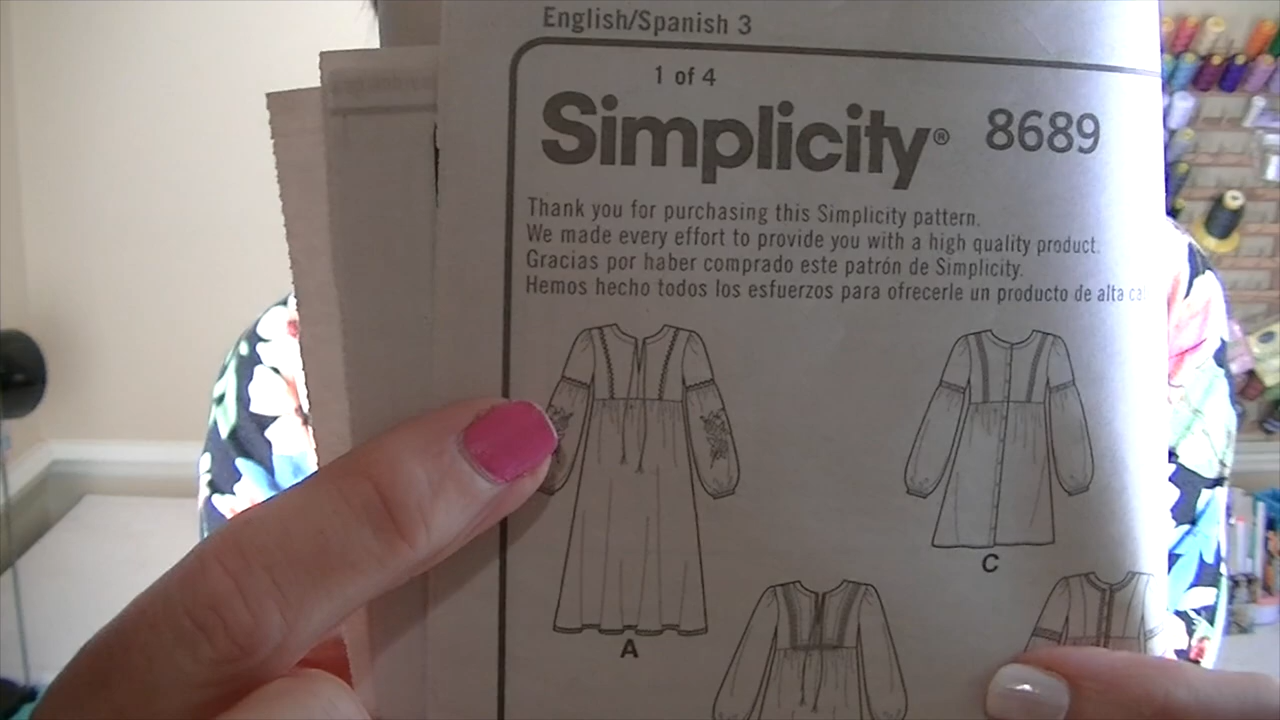 English/Spanish 3
1 of 4
Simplicity® 8689
Thank you for purchasing this Simplicity pattern.
We made every effort to provide you with a high quality product.
Gracias por haber comprado este patrón de Simplicity.
Hemos hecho todos los esfuerzos para ofrecerle un producto de alta
A
C